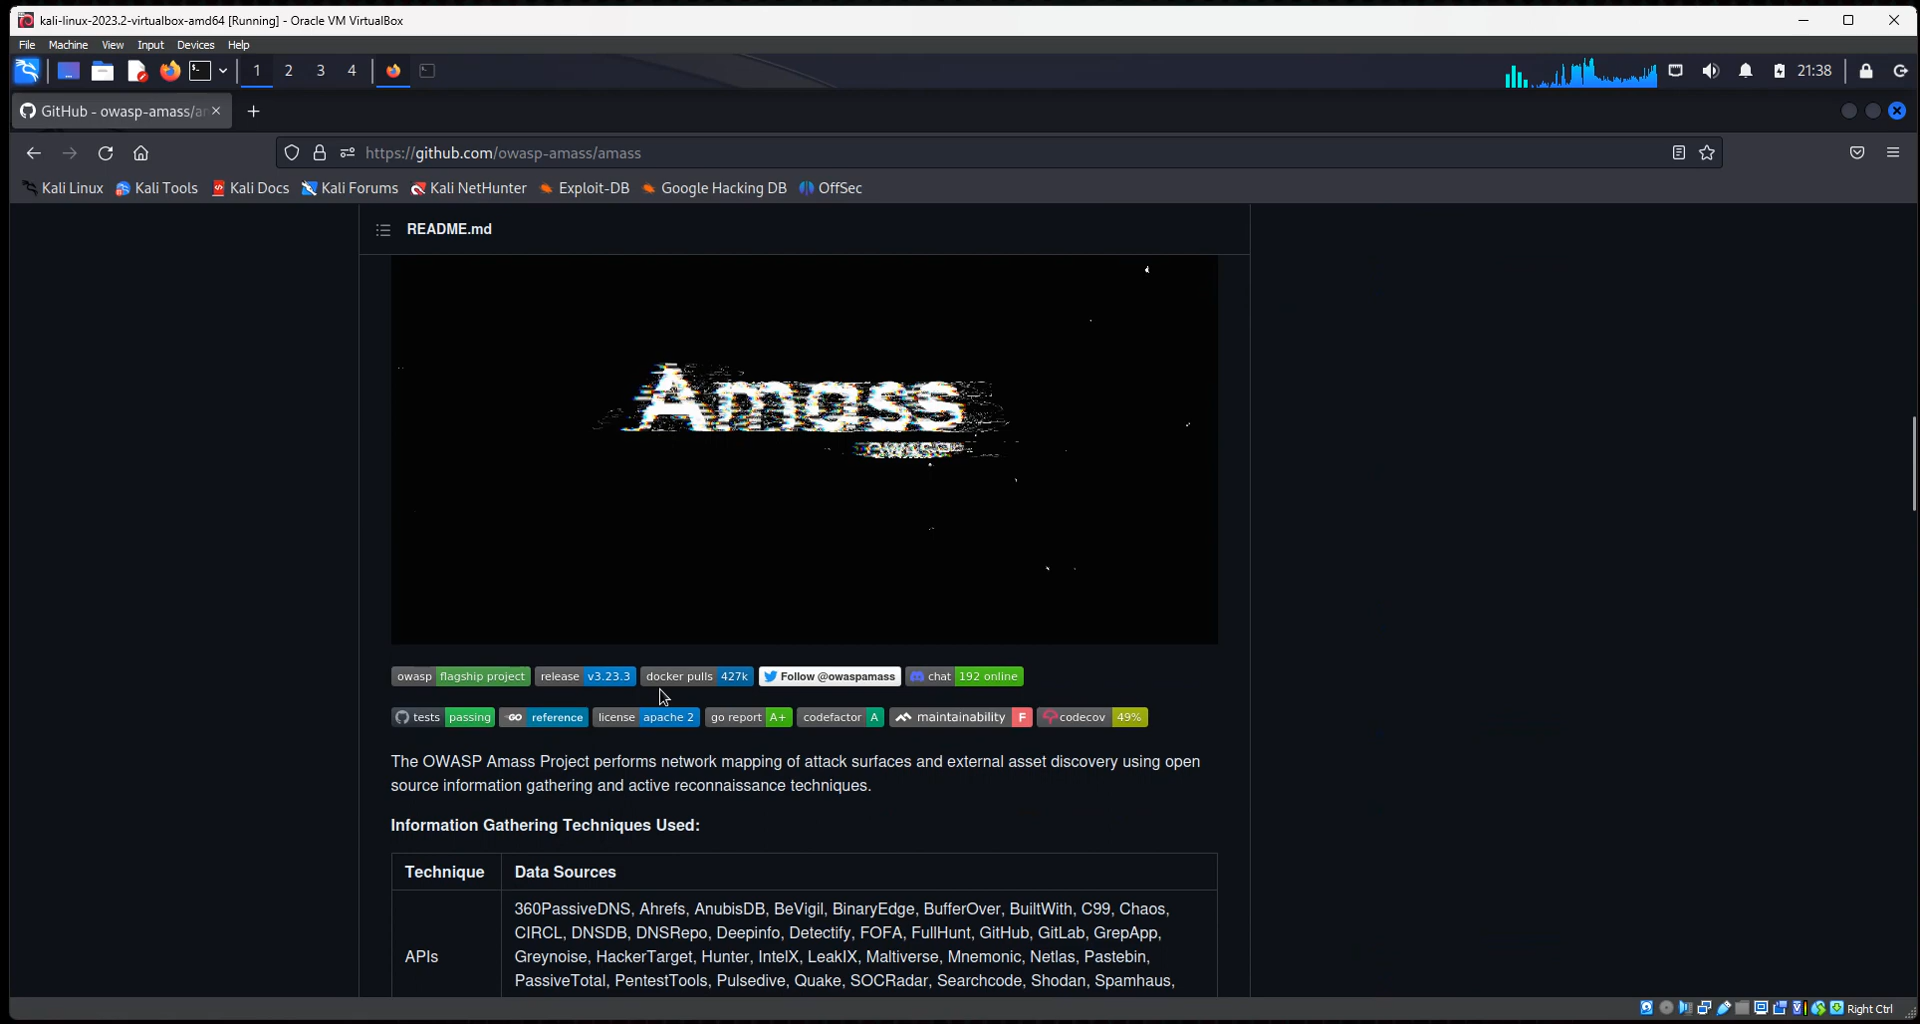 kali-linux-2023.2-virtualbox-amd64 [Running] - Oracle VM VirtualBox
File Machine View Input Devices Help
1 2 3 4 21:38
GitHub - owasp-amass/a
https://github.com/owasp-amass/amass
Kali Linux Kali Tools Kali Docs Kali Forums Kali NetHunter Exploit-DB Google Hacking DB OffSec
README.md
Amass
OWASP
owasp flagship project release v3.23.3 docker pulls 427k Follow @owaspamass chat 192 online
tests passing GO reference license apache 2 go report A+ codefactor A maintainability F codecov 49%
The OWASP Amass Project performs network mapping of attack surfaces and external asset discovery using open
source information gathering and active reconnaissance techniques.
Information Gathering Techniques Used:
Technique Data Sources
360PassiveDNS, Ahrefs, AnubisDB, BeVigil, BinaryEdge, BufferOver, BuiltWith, C99, Chaos,
CIRCL, DNSDB, DNSRepo, Deepinfo, Detectify, FOFA, FullHunt, GitHub, GitLab, GrepApp,
APIs Greynoise, HackerTarget, Hunter, IntelX, LeakIX, Maltiverse, Mnemonic, Netlas, Pastebin,
PassiveTotal, PentestTools, Pulsedive, Quake, SOCRadar, Searchcode, Shodan, Spamhaus,
Right Ctrl